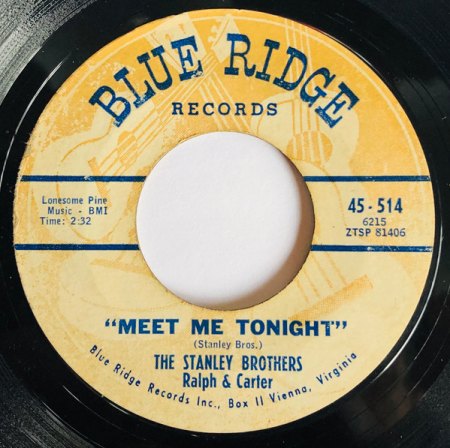 BLUE RIDGE
RECORDS
Lonesome Pine
Music - BMI
Time: 2:32
45 - 514
6215
ZTSP 81406
"MEET ME TONIGHT"
(Stanley Bros.)
THE STANLEY BROTHERS
Ralph & Carter
Blue Ridge Records Inc., Box 11 Vienna, Virginia